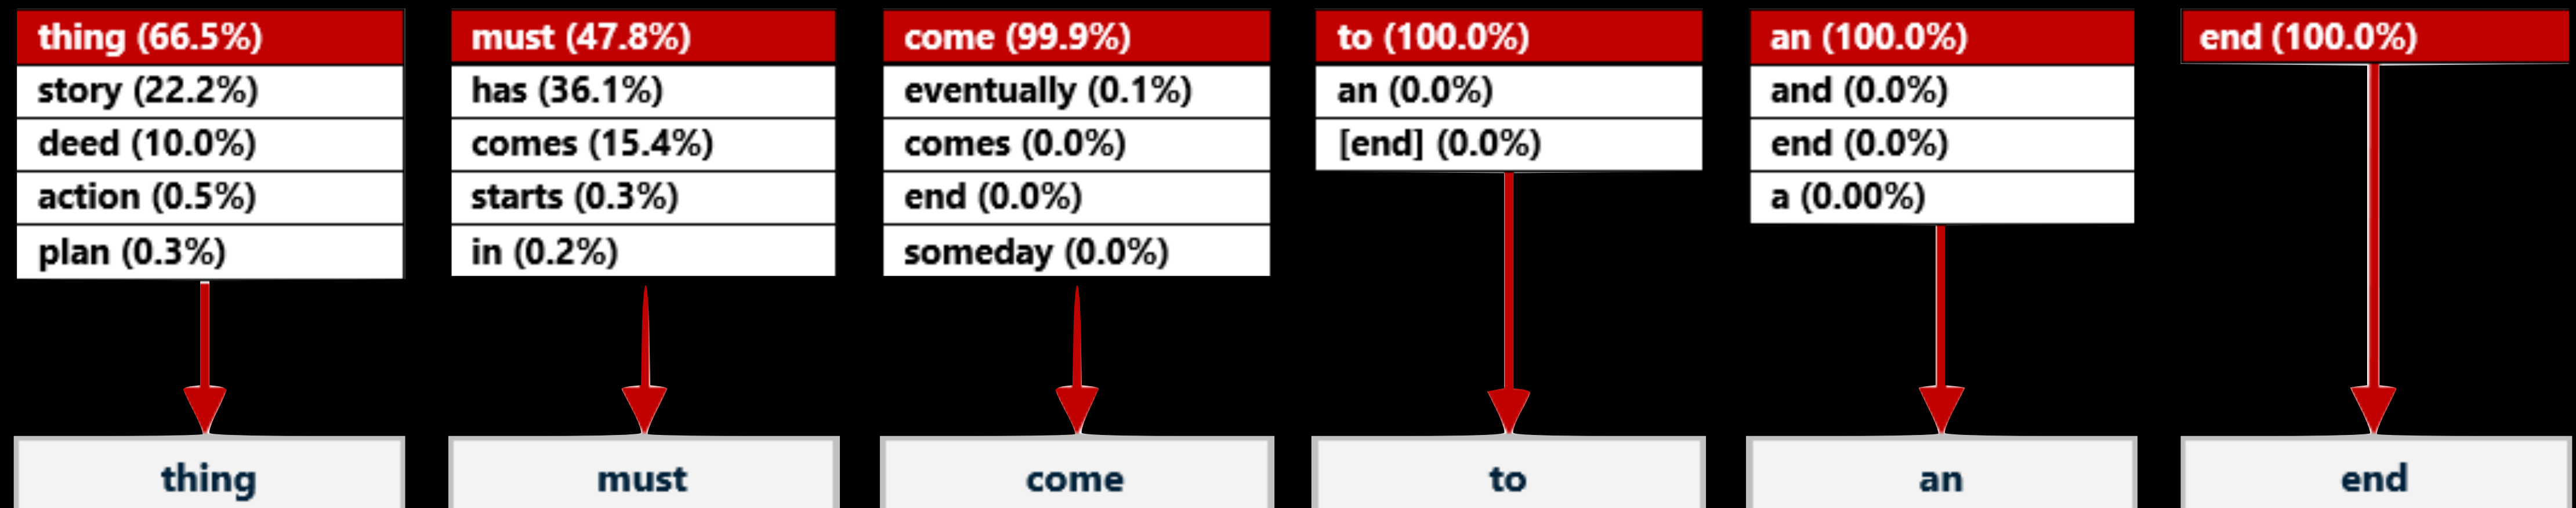 thing (66.5%)
story (22.2%)
deed (10.0%)
action (0.5%)
plan (0.3%)
must (47.8%)
has (36.1%)
comes (15.4%)
starts (0.3%)
in (0.2%)
come (99.9%)
eventually (0.1%)
comes (0.0%)
end (0.0%)
someday (0.0%)
to (100.0%)
an (0.0%)
[end] (0.0%)
an (100.0%)
and (0.0%)
end (0.0%)
a (0.00%)
end (100.0%)
thing
must
come
to
an
end